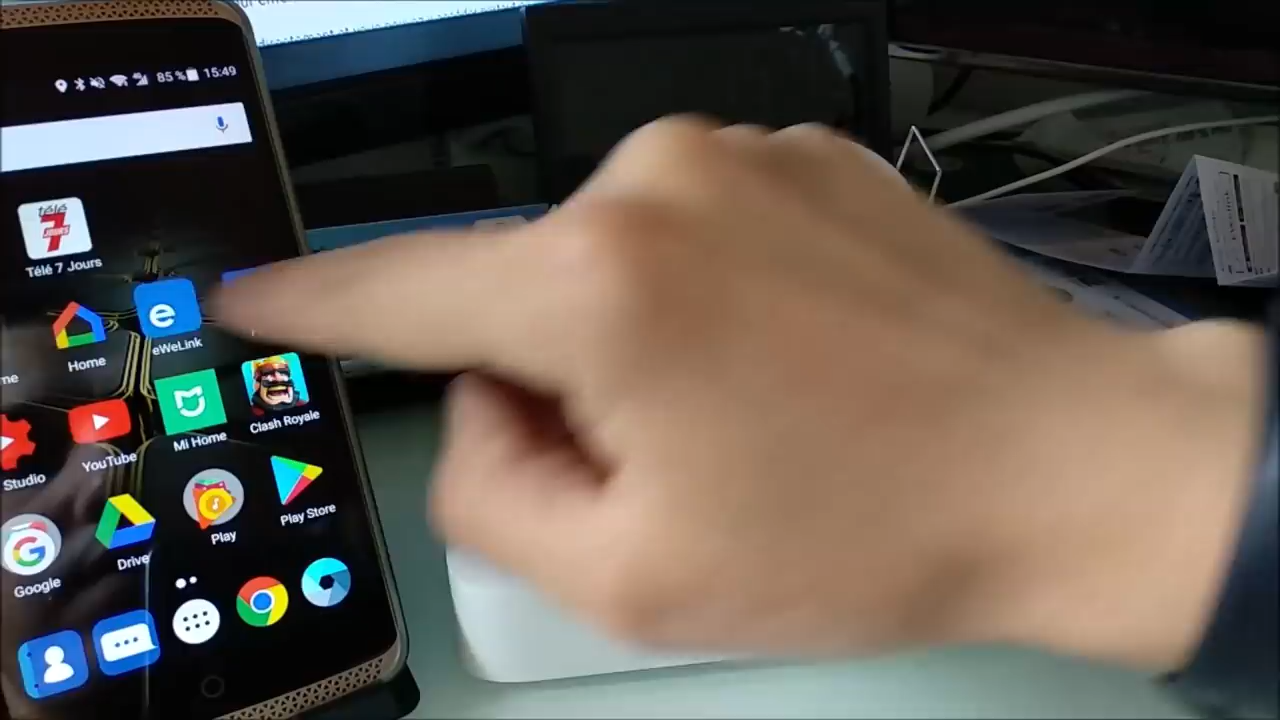 85 % 15:49
télé
7
JOURS
Télé 7 Jours
e
Home
eWeLink
me
Mi Home
Clash Royale
YouTube
Studio
Play Store
Play
Drive
G
Google